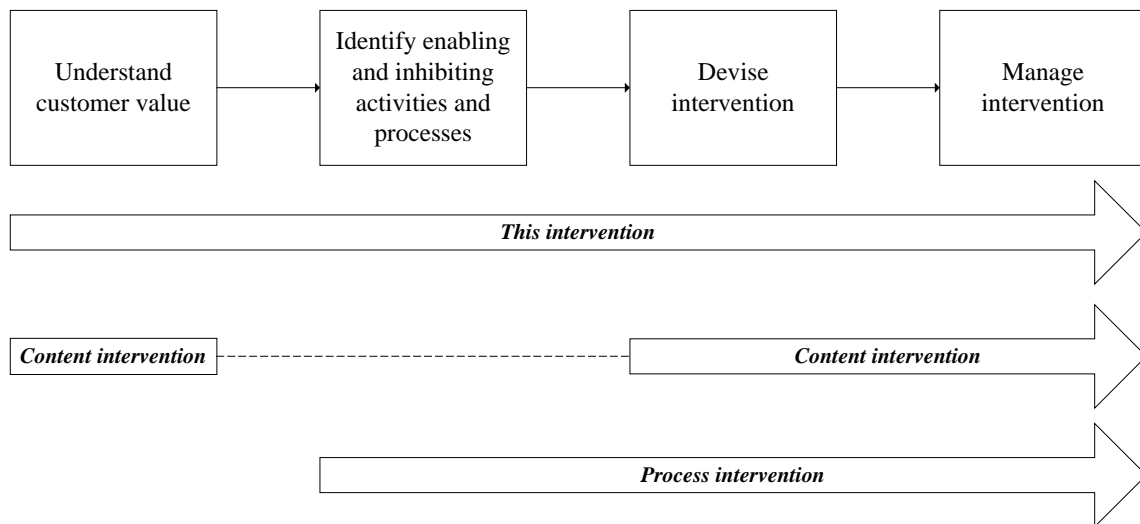 Understand
customer value
Identify enabling
and inhibiting
activities and
processes
Devise
intervention
Manage
intervention
This intervention
Content intervention
Content intervention
Process intervention